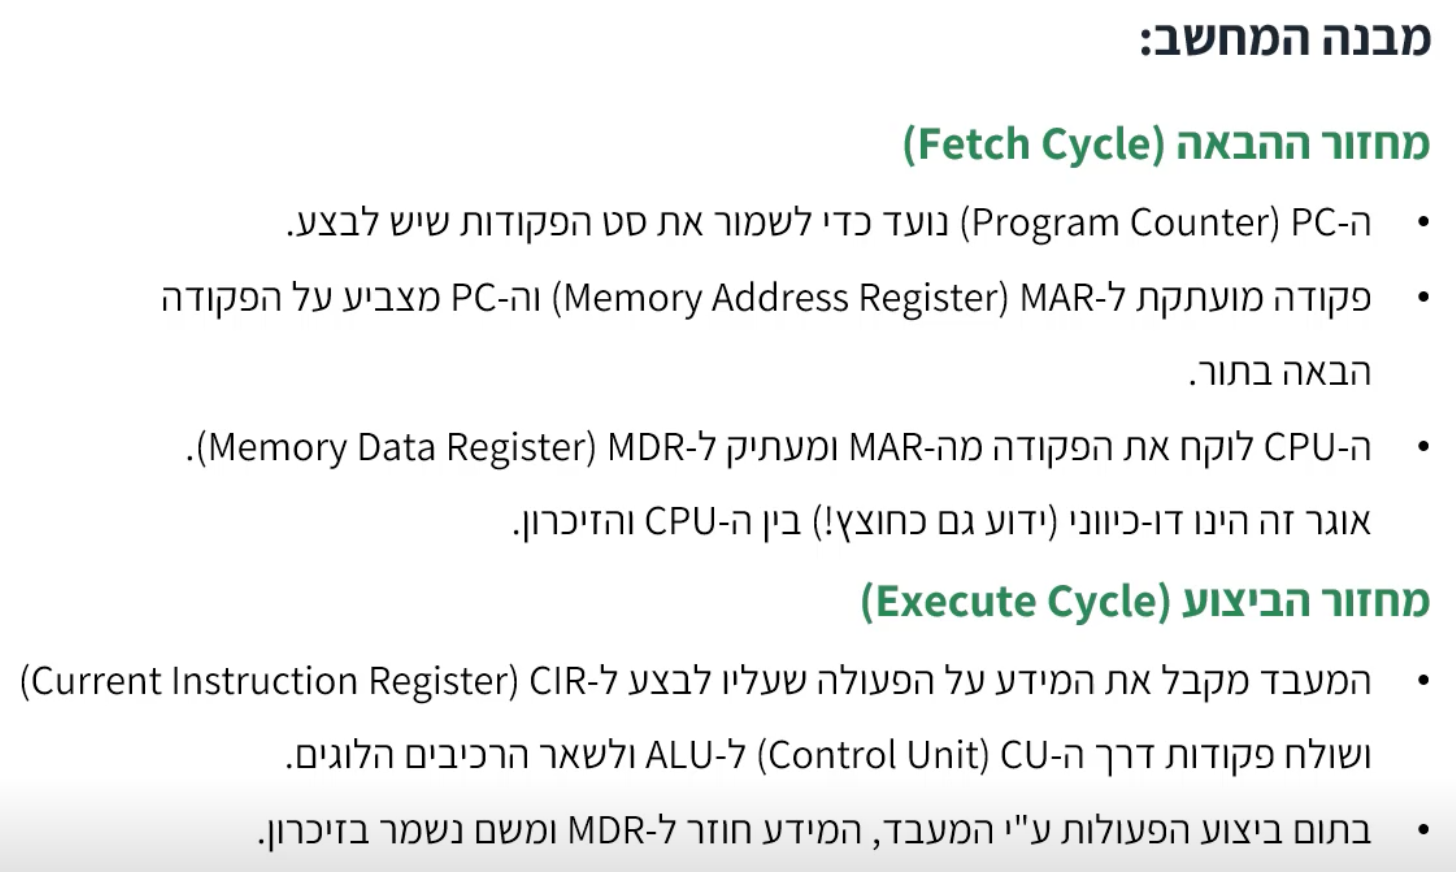 מבנה המחשב:
מחזור ההבאה (Fetch Cycle)
• ה-PC (Program Counter) נועד כדי לשמור את סט הפקודות שיש לבצע.
• פקודה מועתקת ל-MAR (Memory Address Register) וה-PC מצביע על הפקודה
הבאה בתור.
• ה-CPU לוקח את הפקודה מה-MAR ומעתיק ל-MDR (Memory Data Register).
אוגר זה הינו דו-כיווני (ידוע גם כחוצץ!) בין ה-CPU והזיכרון.
מחזור הביצוע (Execute Cycle)
• המעבד מקבל את המידע על הפעולה שעליו לבצע ל-CIR (Current Instruction Register)
ושולח פקודות דרך ה-CU (Control Unit) ל-ALU ולשאר הרכיבים הלוגים.
• בתום ביצוע הפעולות ע"י המעבד, המידע חוזר ל-MDR ומשם נשמר בזיכרון.